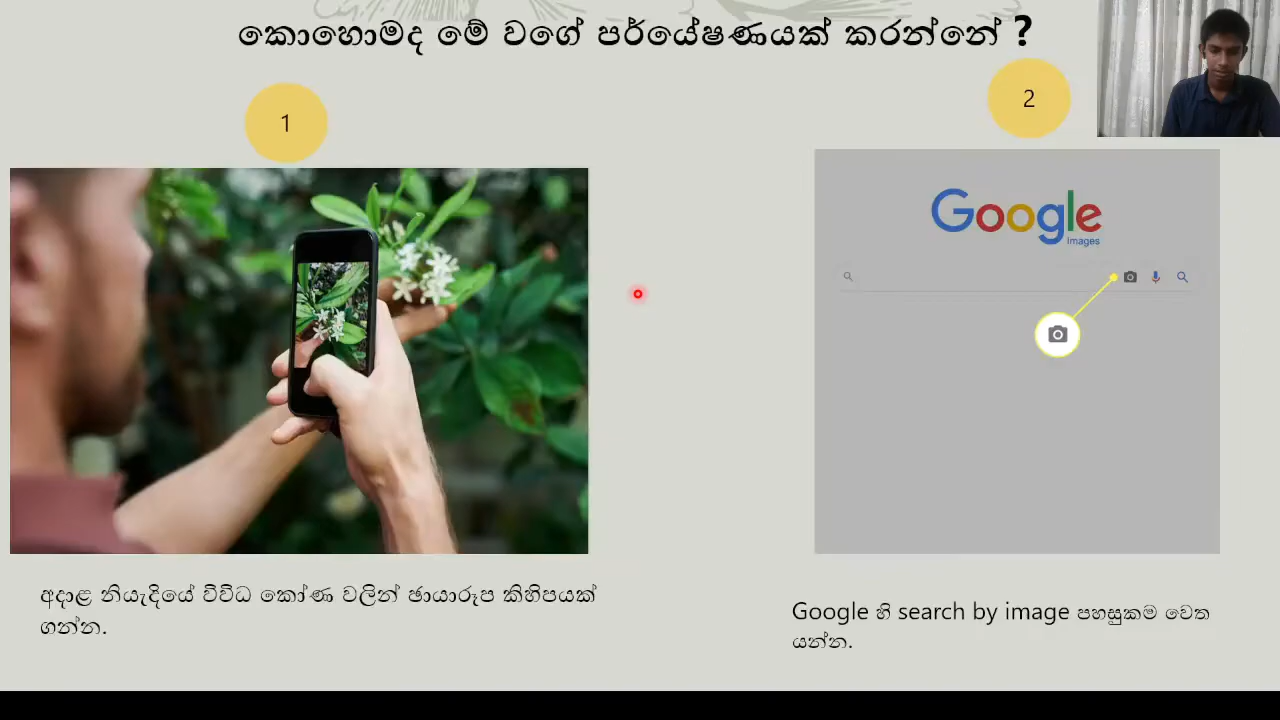 කොහොමද මේ වගේ පර්යේෂණයක් කරන්නේ ?
1
2
Google
Images
අදාළ නියැදියේ විවිධ කෝණ වලින් ඡායාරූප කිහිපයක්
ගන්න.
Google හි search by image පහසුකම වෙත
යන්න.